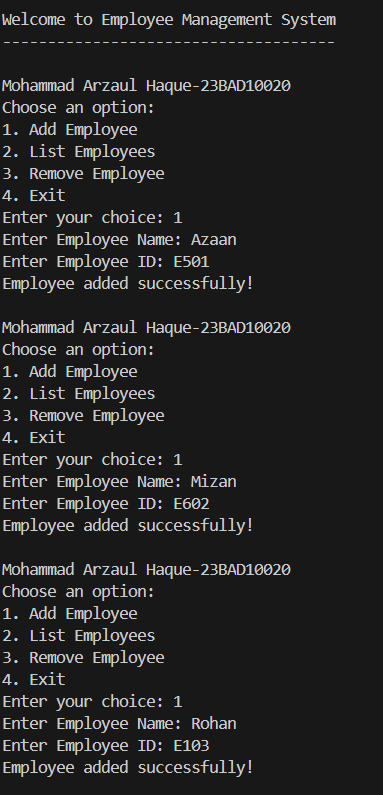 Welcome to Employee Management System
-------------------------------------
Mohammad Arzaul Haque-23BAD10020
Choose an option:
1. Add Employee
2. List Employees
3. Remove Employee
4. Exit
Enter your choice: 1
Enter Employee Name: Azaan
Enter Employee ID: E501
Employee added successfully!
Mohammad Arzaul Haque-23BAD10020
Choose an option:
1. Add Employee
2. List Employees
3. Remove Employee
4. Exit
Enter your choice: 1
Enter Employee Name: Mizan
Enter Employee ID: E602
Employee added successfully!
Mohammad Arzaul Haque-23BAD10020
Choose an option:
1. Add Employee
2. List Employees
3. Remove Employee
4. Exit
Enter your choice: 1
Enter Employee Name: Rohan
Enter Employee ID: E103
Employee added successfully!